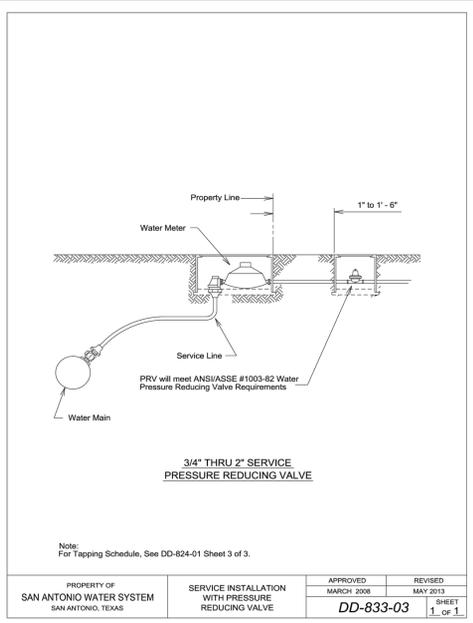 Property Line
1" to 1' - 6"
Water Meter
Service Line
PRV will meet ANSI/ASSE #1003-82 Water
Pressure Reducing Valve Requirements
Water Main
3/4" THRU 2" SERVICE
PRESSURE REDUCING VALVE
Note:
For Tapping Schedule, See DD-824-01 Sheet 3 of 3.
PROPERTY OF
SAN ANTONIO WATER SYSTEM
SAN ANTONIO, TEXAS
SERVICE INSTALLATION
WITH PRESSURE
REDUCING VALVE
APPROVED
MARCH 2008
REVISED
MAY 2013
DD-833-03
SHEET
1 OF 1